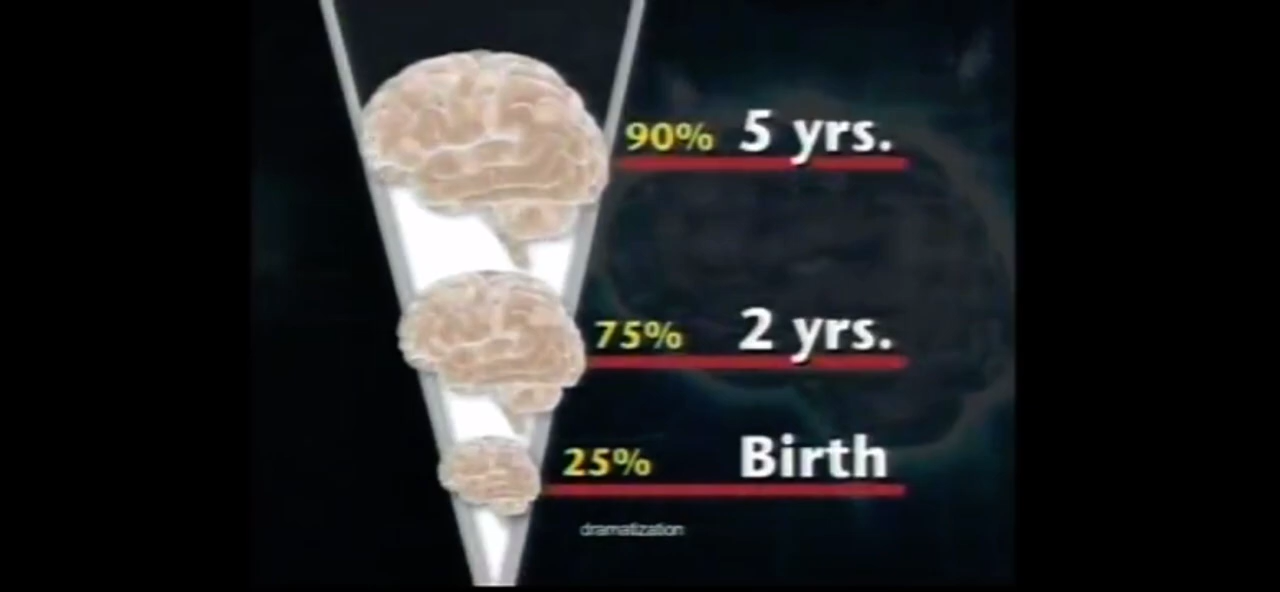 90% 5 yrs.
75% 2 yrs.
25% Birth
dramatization